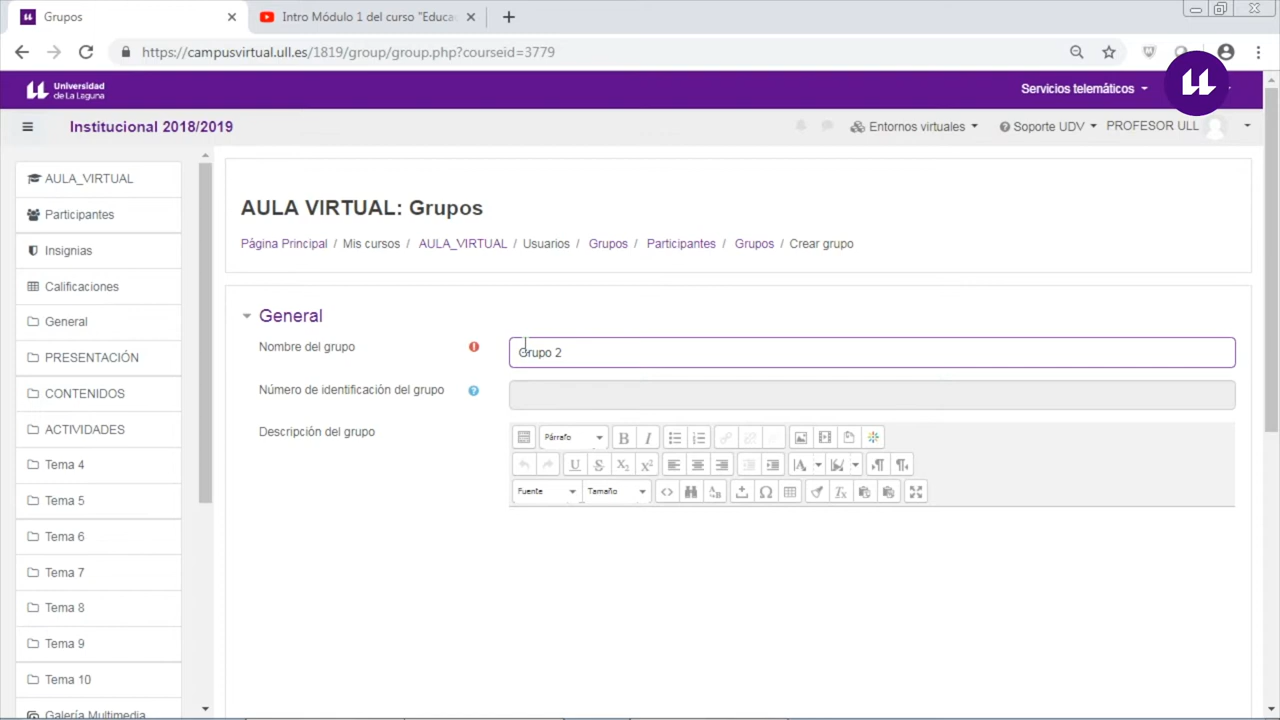 Grupos
Intro Módulo 1 del curso "Educa
https://campusvirtual.ull.es/1819/group/group.php?courseid=3779
Universidad
de La Laguna
Servicios telemáticos
Institucional 2018/2019
Entornos virtuales
Soporte UDV
PROFESOR ULL
AULA_VIRTUAL
Participantes
Insignias
Calificaciones
General
PRESENTACIÓN
CONTENIDOS
ACTIVIDADES
Tema 4
Tema 5
Tema 6
Tema 7
Tema 8
Tema 9
Tema 10
Galería Multimedia
AULA VIRTUAL: Grupos
Página Principal / Mis cursos / AULA_VIRTUAL / Usuarios / Grupos / Participantes / Grupos / Crear grupo
General
Nombre del grupo
Grupo 2
Número de identificación del grupo
Descripción del grupo
Párrafo
Fuente
Tamaño